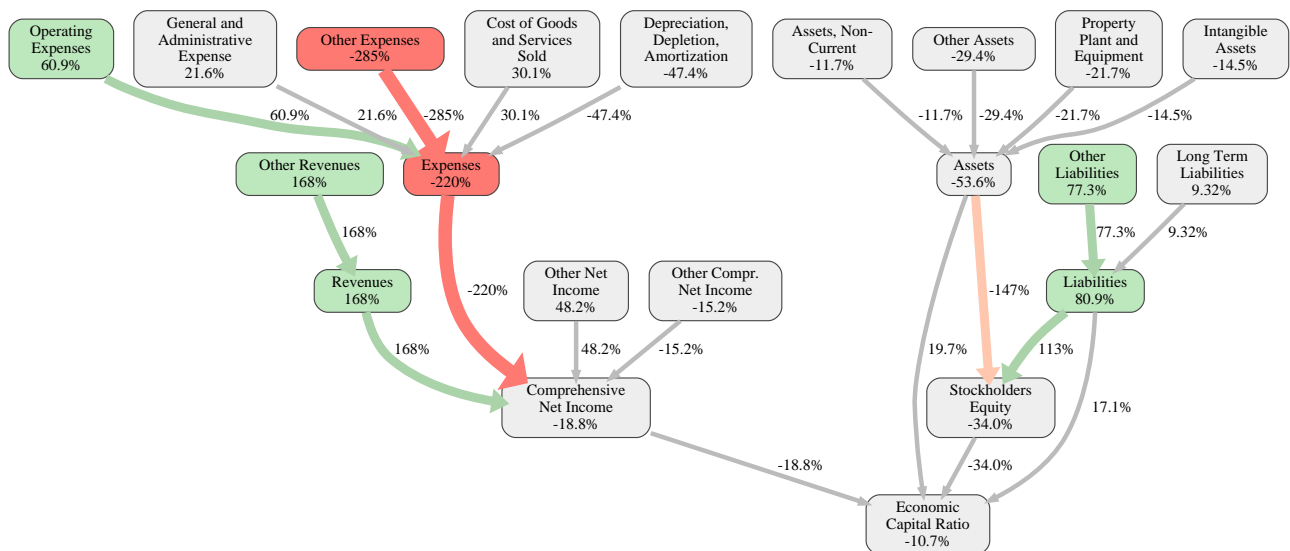 Operating
Expenses
60.9%
General and
Administrative
Expense
21.6%
Other Expenses
-285%
Cost of Goods
and Services
Sold
30.1%
Depreciation,
Depletion,
Amortization
-47.4%
Assets, Non-
Current
-11.7%
Other Assets
-29.4%
Property
Plant and
Equipment
-21.7%
Intangible
Assets
-14.5%
60.9%
21.6%
-285%
30.1%
-47.4%
-11.7%
-29.4%
-21.7%
-14.5%
Other Revenues
168%
Expenses
-220%
Assets
-53.6%
Other
Liabilities
77.3%
Long Term
Liabilities
9.32%
168%
77.3%
9.32%
Revenues
168%
-220%
Other Net
Income
48.2%
Other Compr.
Net Income
-15.2%
-147%
Liabilities
80.9%
168%
48.2%
-15.2%
19.7%
113%
Comprehensive
Net Income
-18.8%
Stockholders
Equity
-34.0%
17.1%
-18.8%
-34.0%
Economic
Capital Ratio
-10.7%